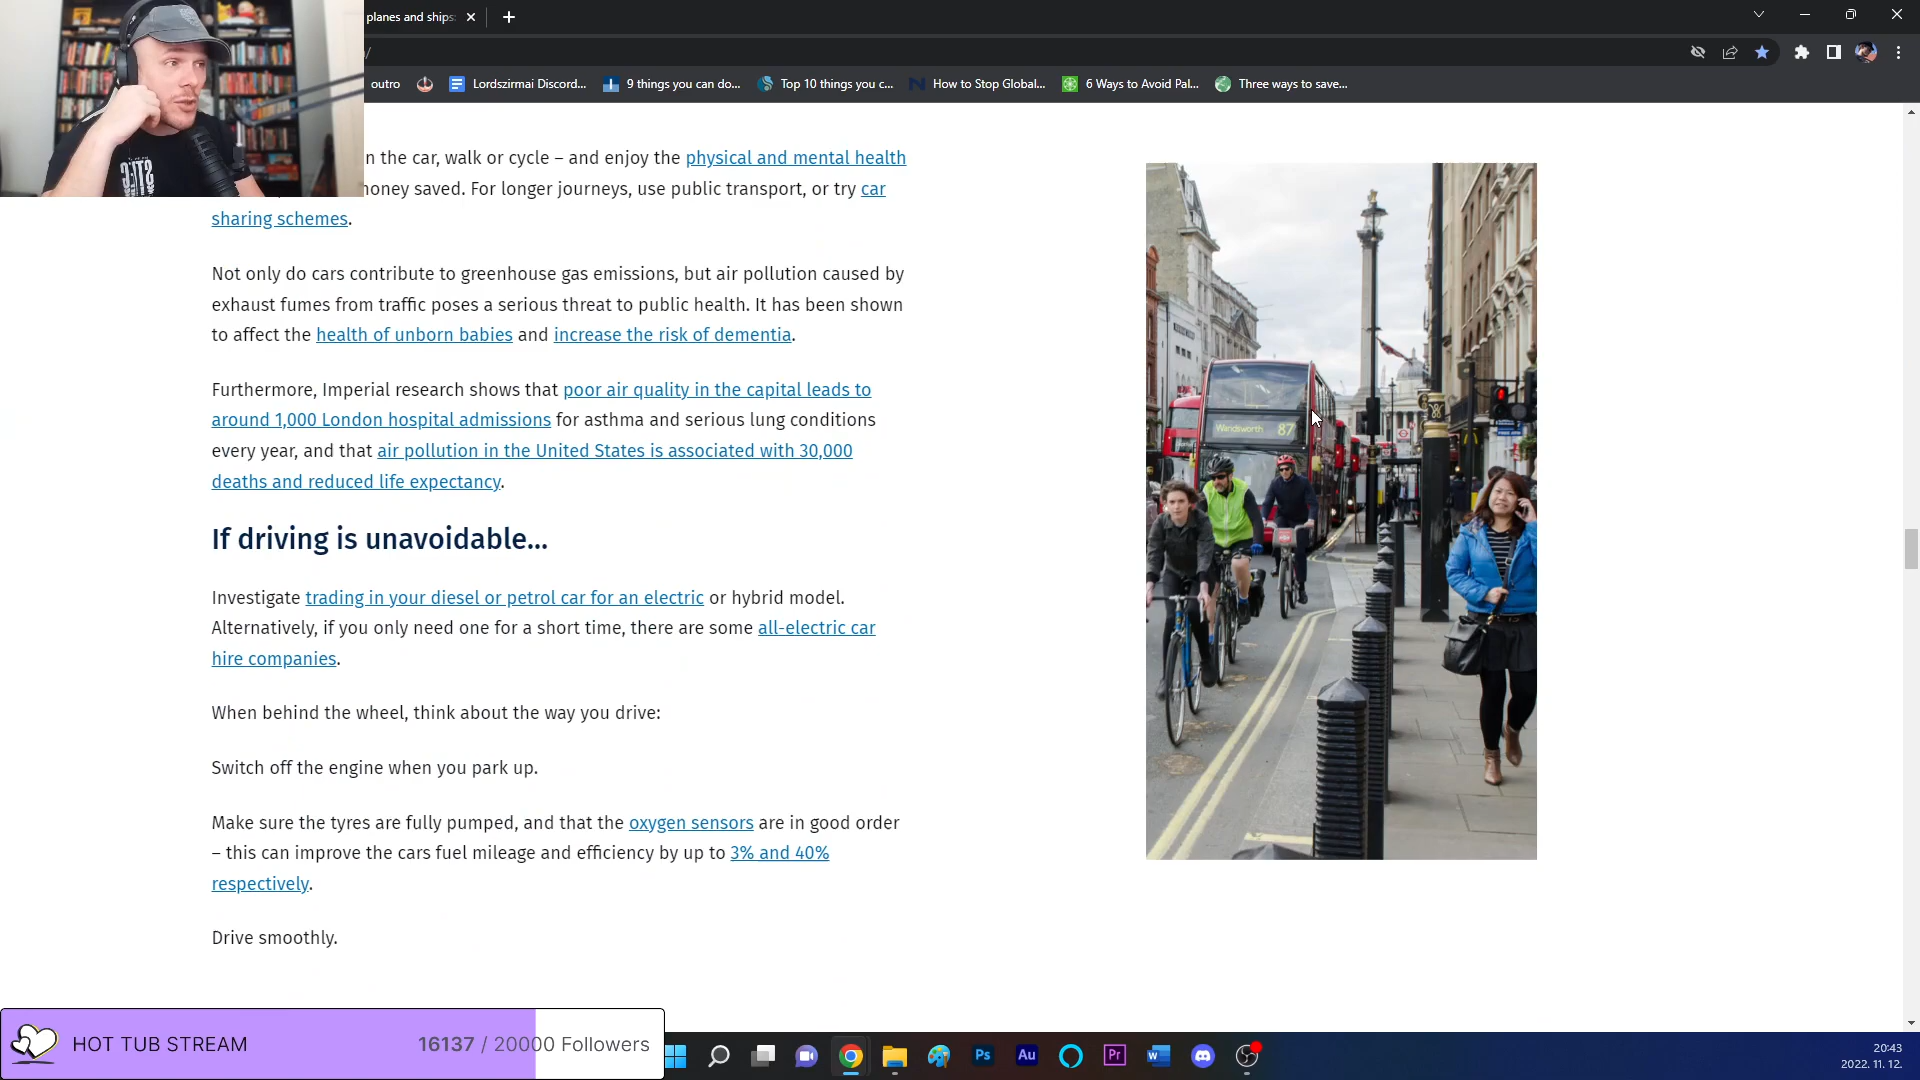 planes and ships:
/
outro
Lordszirmai Discord...
9 things you can do...
Top 10 things you c...
How to Stop Global...
6 Ways to Avoid Pal...
Three ways to save...
n the car, walk or cycle – and enjoy the physical and mental health
money saved. For longer journeys, use public transport, or try car
sharing schemes.
Not only do cars contribute to greenhouse gas emissions, but air pollution caused by
exhaust fumes from traffic poses a serious threat to public health. It has been shown
to affect the health of unborn babies and increase the risk of dementia.
Furthermore, Imperial research shows that poor air quality in the capital leads to
around 1,000 London hospital admissions for asthma and serious lung conditions
every year, and that air pollution in the United States is associated with 30,000
deaths and reduced life expectancy.
If driving is unavoidable...
Investigate trading in your diesel or petrol car for an electric or hybrid model.
Alternatively, if you only need one for a short time, there are some all-electric car
hire companies.
When behind the wheel, think about the way you drive:
Switch off the engine when you park up.
Make sure the tyres are fully pumped, and that the oxygen sensors are in good order
– this can improve the cars fuel mileage and efficiency by up to 3% and 40%
respectively.
Drive smoothly.
Wandsworth 87
HOT TUB STREAM 16137 / 20000 Followers
Ps
Au
Pr
W
20:43
2022. 11. 12.